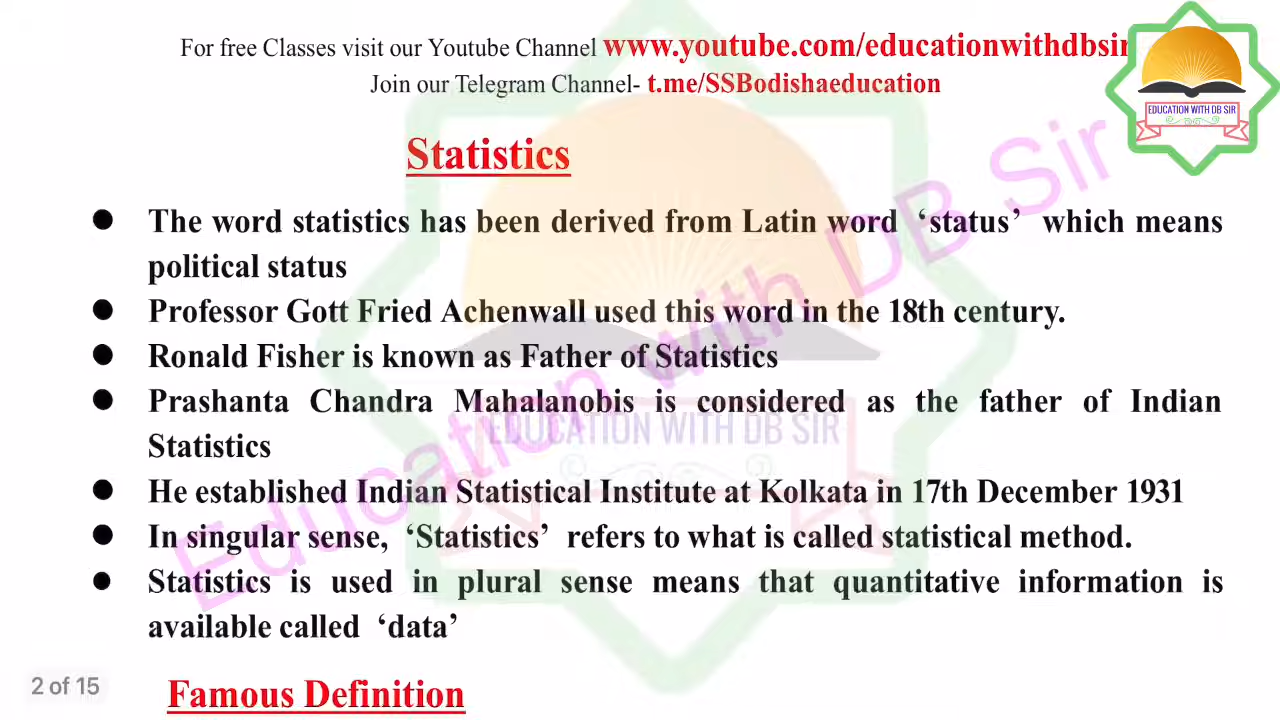 For free Classes visit our Youtube Channel www.youtube.com/educationwithdbsir
Join our Telegram Channel- t.me/SSBodishaeducation
EDUCATION WITH DB SIR
Statistics
● The word statistics has been derived from Latin word ‘status’ which means
political status
● Professor Gott Fried Achenwall used this word in the 18th century.
● Ronald Fisher is known as Father of Statistics
● Prashanta Chandra Mahalanobis is considered as the father of Indian
Statistics
● He established Indian Statistical Institute at Kolkata in 17th December 1931
● In singular sense, ‘Statistics’ refers to what is called statistical method.
● Statistics is used in plural sense means that quantitative information is
available called ‘data’
Education with DB Sir
EDUCATION WITH DB SIR
2 of 15
Famous Definition